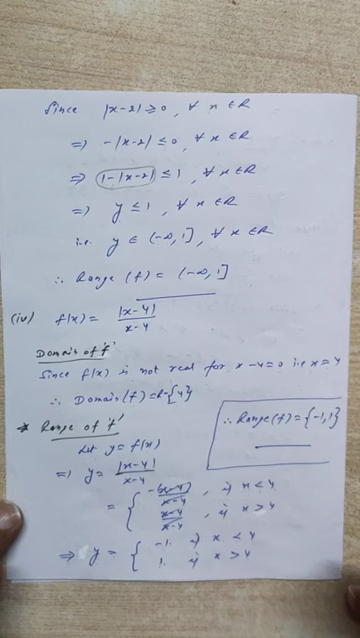 Since |x-2| ≥ 0, ∀ x ∈ R
⇒ -|x-2| ≤ 0, ∀ x ∈ R
⇒ 1-|x-2| ≤ 1, ∀ x ∈ R
⇒ y ≤ 1, ∀ x ∈ R
i.e. y ∈ (-∞, 1], ∀ x ∈ R
∴ Range (f) = (-∞, 1]
(iv) f(x) = |x-4| / x-4
Domain of 'f'
Since f(x) is not real for x-4=0 i.e x=4
∴ Domain(f) = R-{4}
* Range of 'f'
Let y = f(x)
⇒ y = |x-4| / x-4
= { -(x-4) / x-4, if x < 4
x-4 / x-4, if x > 4
⇒ y = { -1. if x < 4
1. if x > 4
∴ Range(f) = {-1, 1}